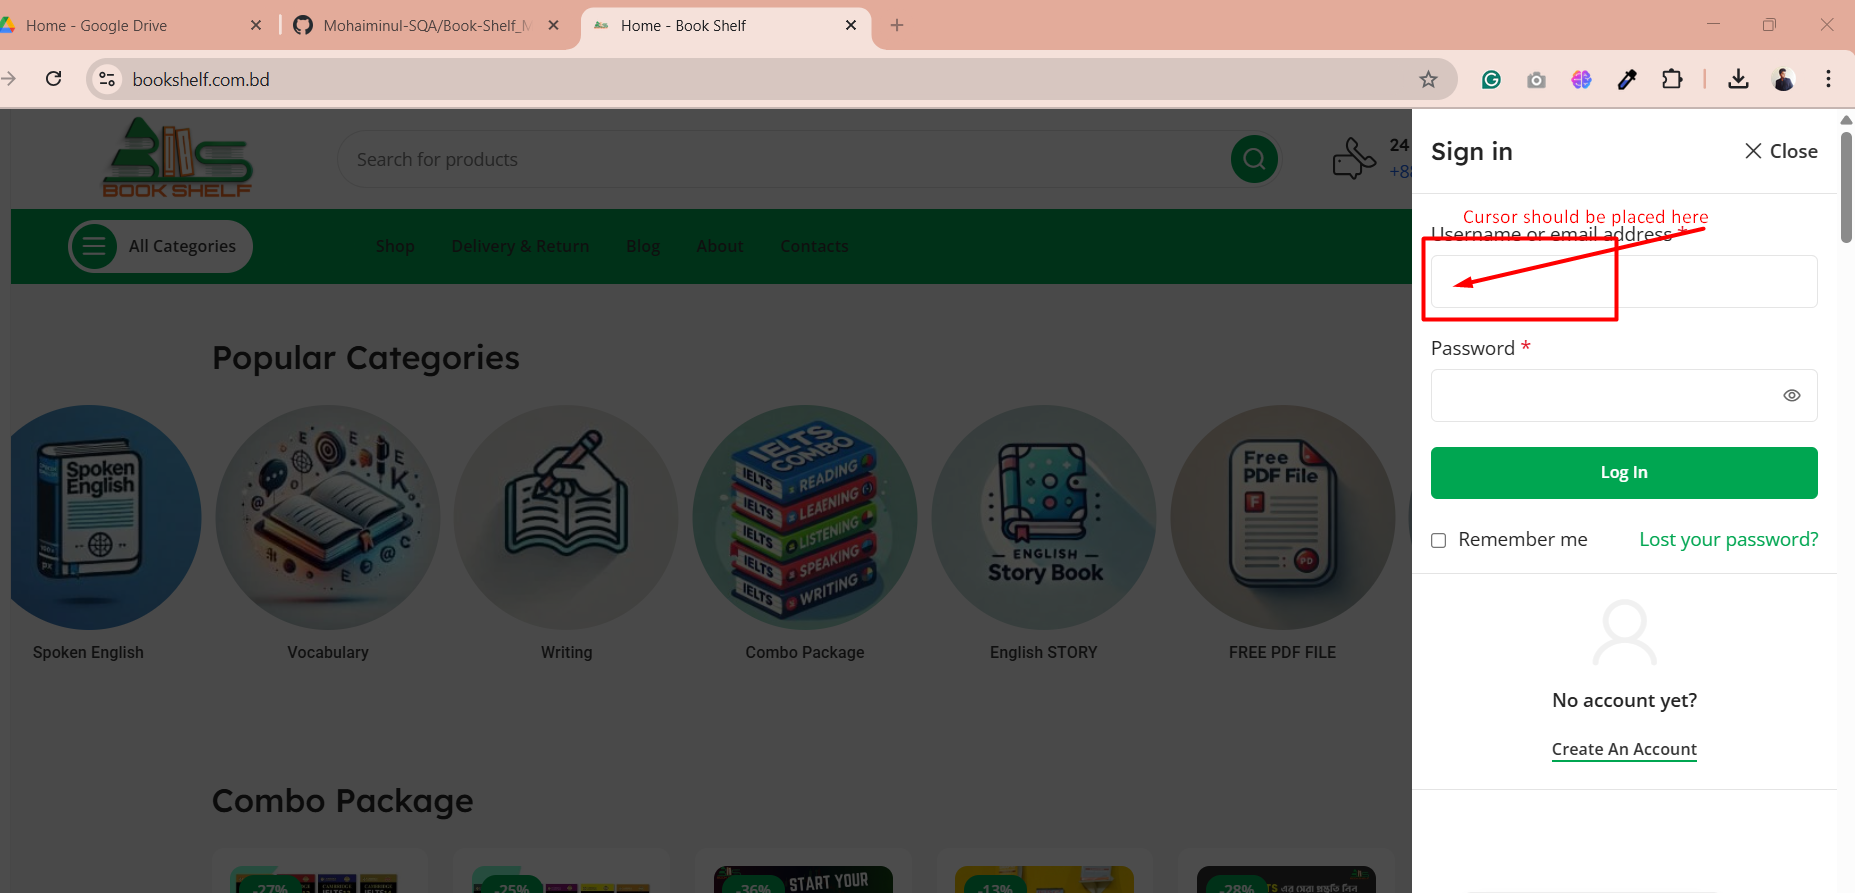 Home - Google Drive
Mohaiminul-SQA/Book-Shelf_M
Home - Book Shelf
bookshelf.com.bd
BOOK SHELF
Search for products
24
+88
Sign in
Close
All Categories
Shop
Delivery & Return
Blog
About
Contacts
Cursor should be placed here
Username or email address *
Password *
Log In
Remember me
Lost your password?
No account yet?
Create An Account
Popular Categories
Spoken English
IELTS COMBO
IELTS READING
IELTS LEARNING
IELTS LISTENING
IELTS SPEAKING
IELTS WRITING
ENGLISH
Story Book
Free
PDF File
Spoken English
Vocabulary
Writing
Combo Package
English STORY
FREE PDF FILE
Combo Package
-27%
-25%
-36%
START YOUR
-13%
-28%